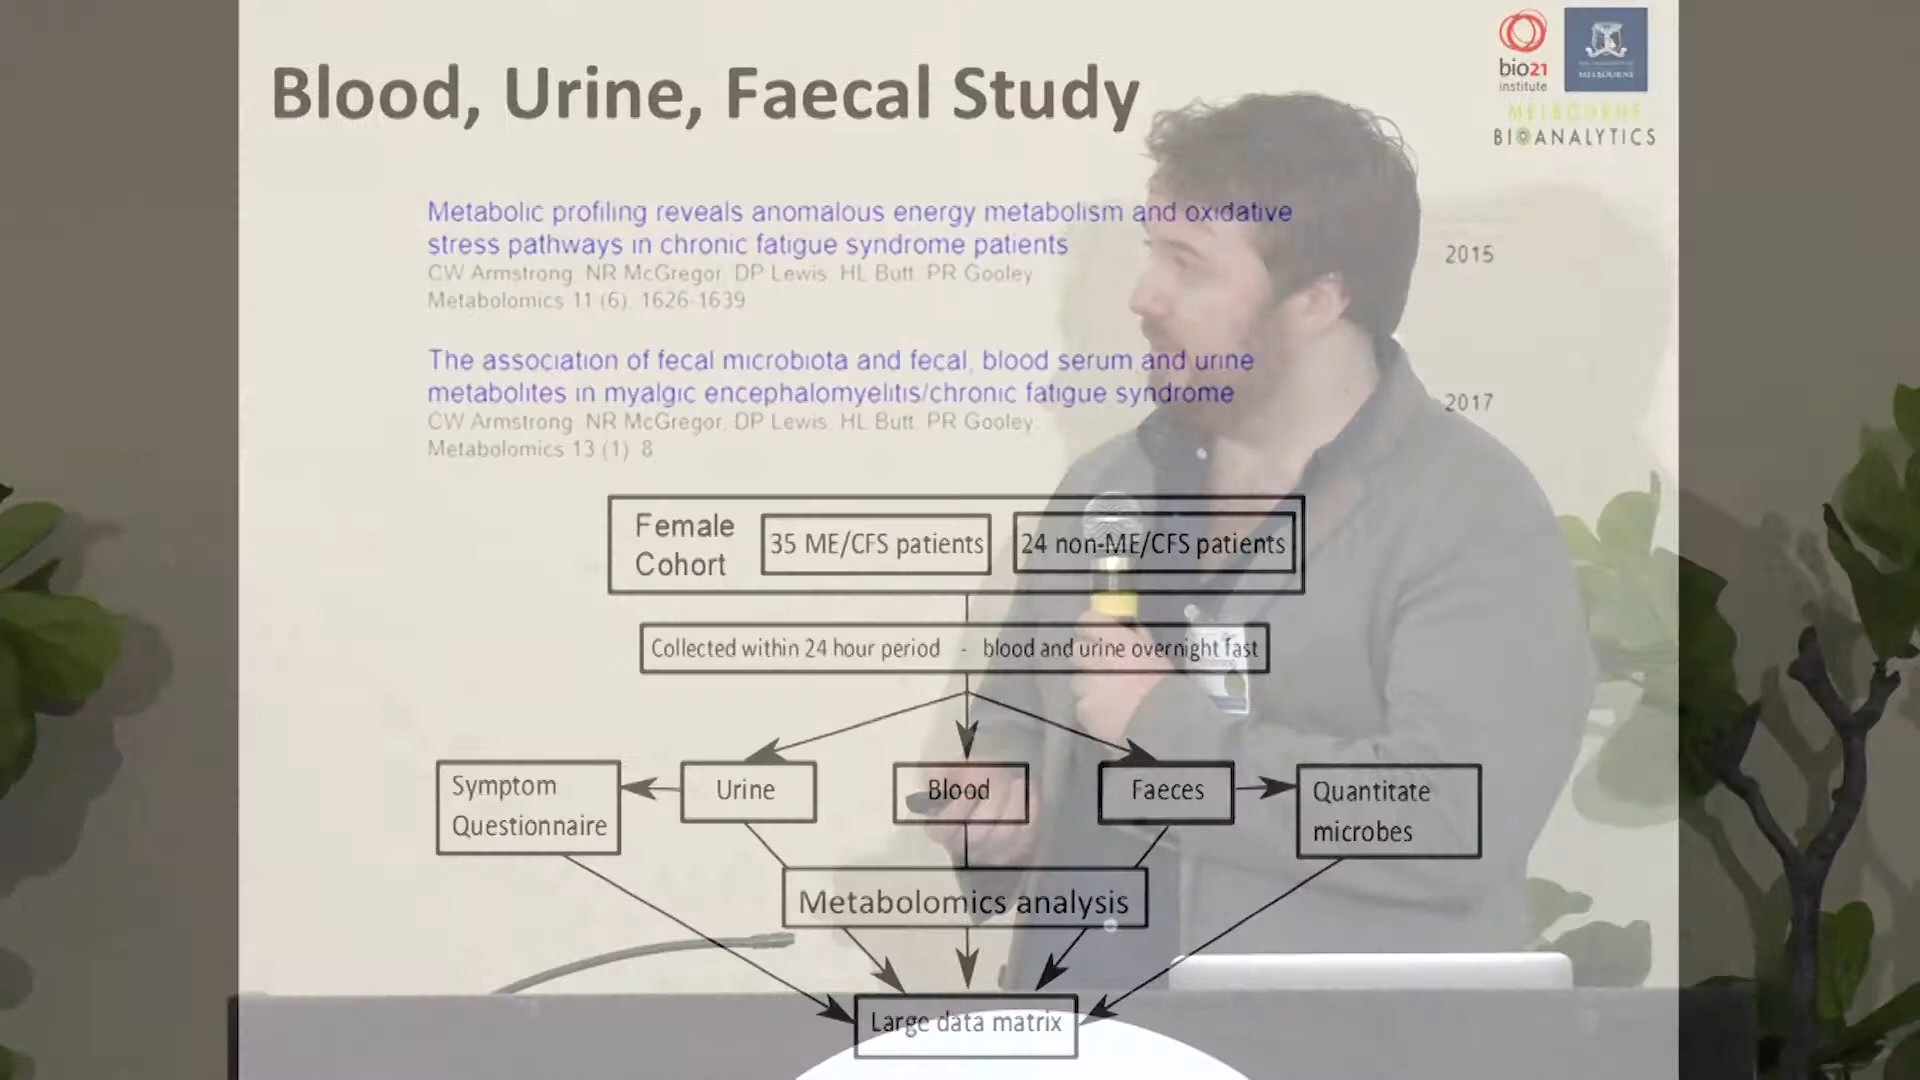 Blood, Urine, Faecal Study
bio21
institute
MELBOURNE
MELBOURNE
BIOANALYTICS
Metabolic profiling reveals anomalous energy metabolism and oxidative
stress pathways in chronic fatigue syndrome patients
CW Armstrong, NR McGregor, DP Lewis, HL Butt, PR Gooley
Metabolomics 11 (6), 1626-1639
2015
The association of fecal microbiota and fecal, blood serum and urine
metabolites in myalgic encephalomyelitis/chronic fatigue syndrome
CW Armstrong, NR McGregor, DP Lewis, HL Butt, PR Gooley
Metabolomics 13 (1), 8
2017
Female
Cohort
35 ME/CFS patients
24 non-ME/CFS patients
Collected within 24 hour period - blood and urine overnight fast
Symptom
Questionnaire
Urine
Blood
Faeces
Quantitate
microbes
Metabolomics analysis
Large data matrix